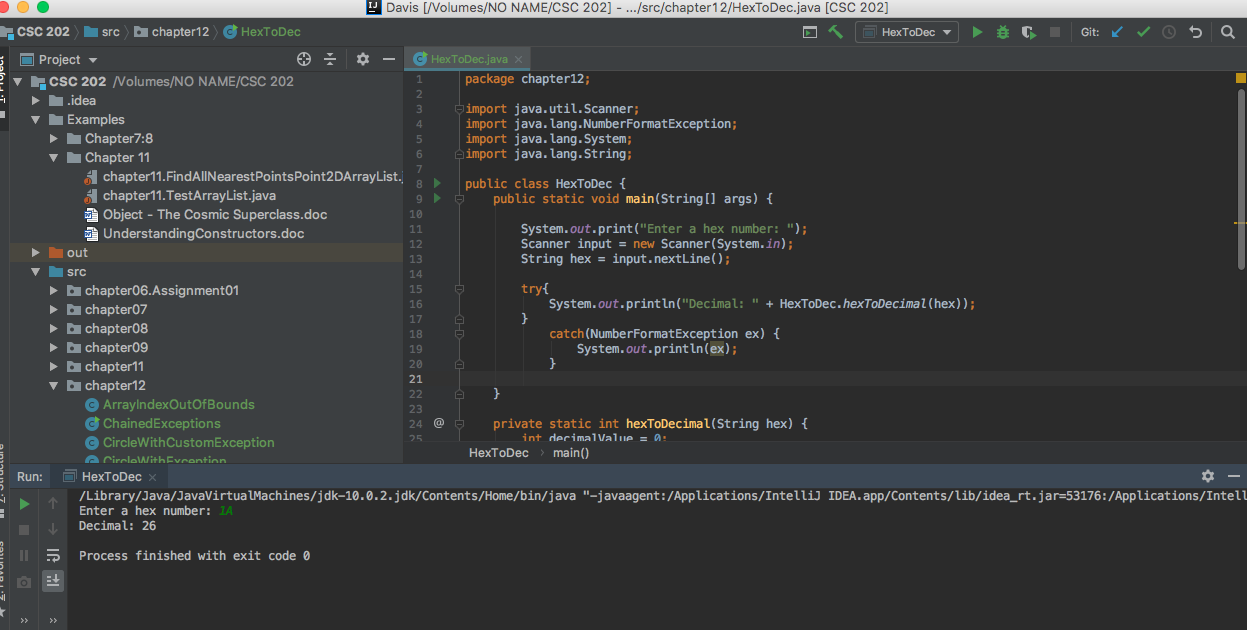 Davis [/Volumes/NO NAME/CSC 202] - .../src/chapter12/HexToDec.java [CSC 202]
CSC 202 src chapter12 HexToDec
HexToDec Git:
Project
CSC 202 /Volumes/NO NAME/CSC 202
.idea
Examples
Chapter7:8
Chapter 11
chapter11.FindAllNearestPointsPoint2DArrayList.j
chapter11.TestArrayList.java
Object - The Cosmic Superclass.doc
UnderstandingConstructors.doc
out
src
chapter06.Assignment01
chapter07
chapter08
chapter09
chapter11
chapter12
ArrayIndexOutOfBounds
ChainedExceptions
CircleWithCustomException
CircleWithException
1: Project
2: Structure
2: Favorites
HexToDec.java
1 package chapter12;
2
3 import java.util.Scanner;
4 import java.lang.NumberFormatException;
5 import java.lang.System;
6 import java.lang.String;
7
8 public class HexToDec {
9 public static void main(String[] args) {
10
11 System.out.print("Enter a hex number: ");
12 Scanner input = new Scanner(System.in);
13 String hex = input.nextLine();
14
15 try{
16 System.out.println("Decimal: " + HexToDec.hexToDecimal(hex));
17 }
18 catch(NumberFormatException ex) {
19 System.out.println(ex);
20 }
21
22 }
23
24 @ private static int hexToDecimal(String hex) {
25 int decimalValue = 0;
HexToDec main()
Run: HexToDec
/Library/Java/JavaVirtualMachines/jdk-10.0.2.jdk/Contents/Home/bin/java "-javaagent:/Applications/IntelliJ IDEA.app/Contents/lib/idea_rt.jar=53176:/Applications/Intell
Enter a hex number: 1A
Decimal: 26
Process finished with exit code 0